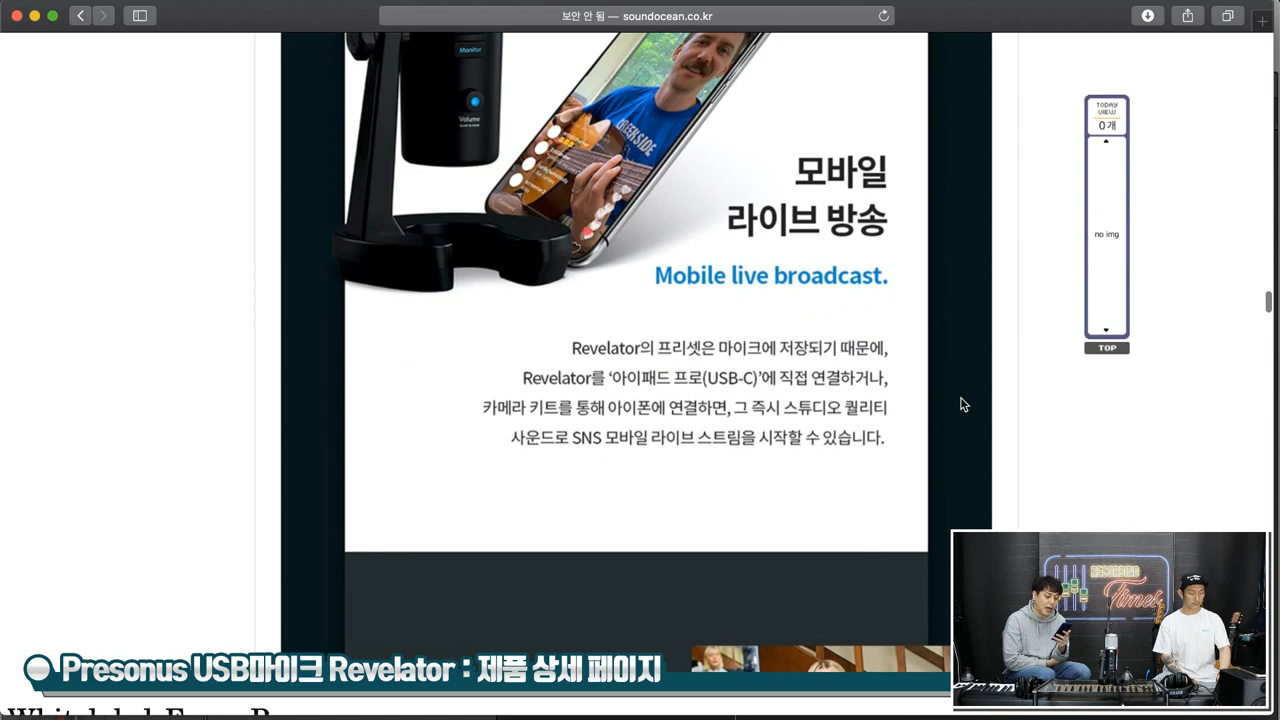 보안 안 됨 — soundocean.co.kr
Monitor
Volume
CREEKSIDE
모바일
라이브 방송
Mobile live broadcast.
Revelator의 프리셋은 마이크에 저장되기 때문에,
Revelator를 ‘아이패드 프로(USB-C)’에 직접 연결하거나,
카메라 키트를 통해 아이폰에 연결하면, 그 즉시 스튜디오 퀄리티
사운드로 SNS 모바일 라이브 스트림을 시작할 수 있습니다.
TODAY
VIEW
0 개
no img
TOP
RECORDING
Times
Presonus USB마이크 Revelator : 제품 상세 페이지